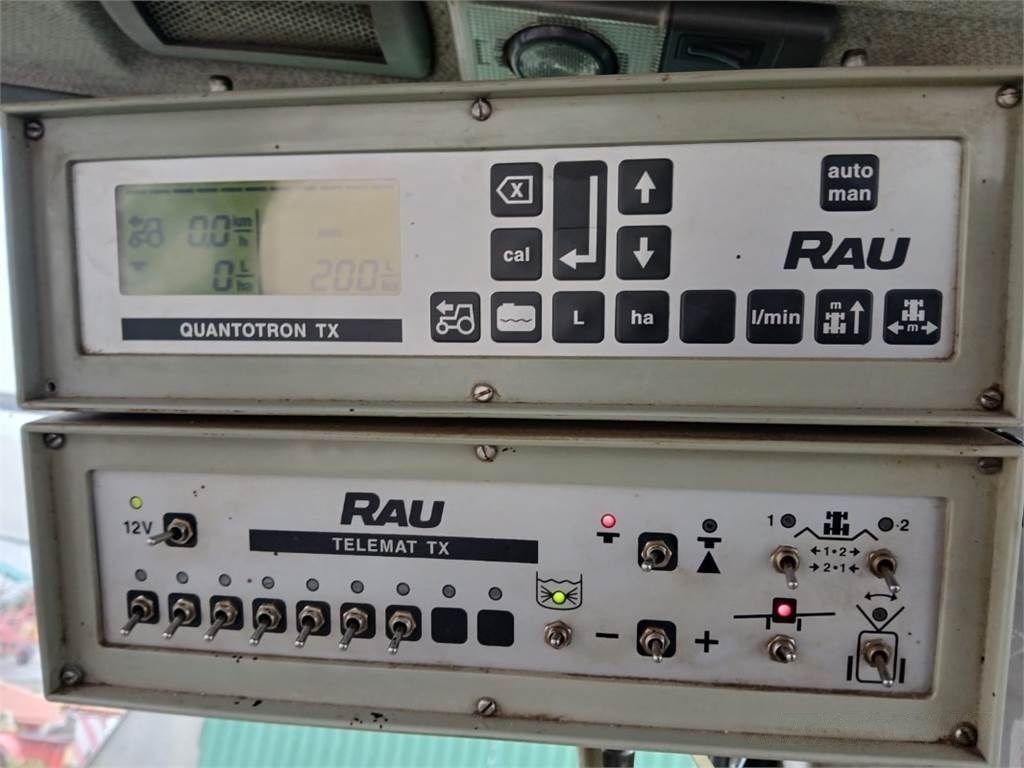 auto
man
X
cal
RAU
0.0 km
h
0 L
ha
200 L
ha
QUANTOTRON TX
L
ha
l/min
m
m
12V
RAU
TELEMAT TX
1
2
1•2
2•1
−
+